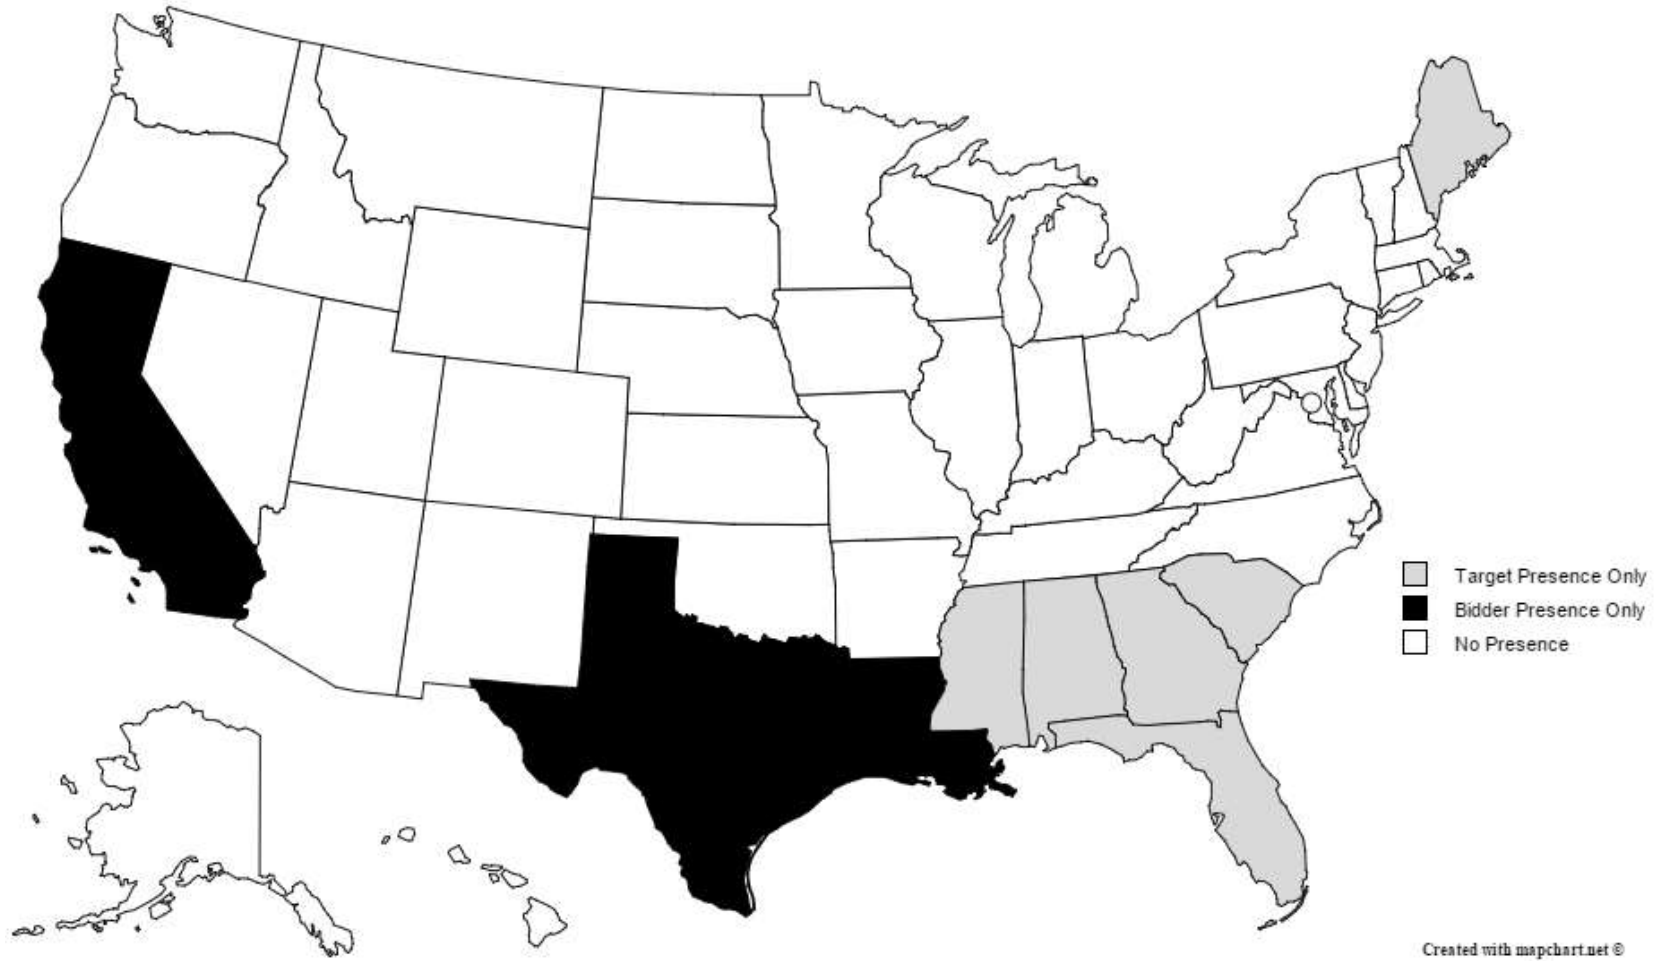 Target Presence Only
Bidder Presence Only
No Presence
Created with mapchart.net ©